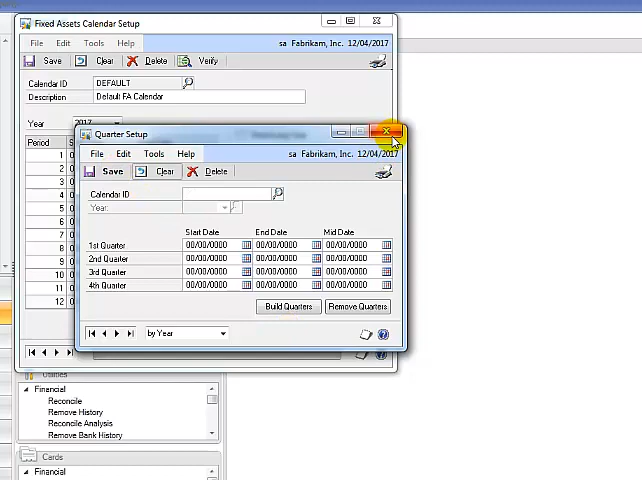 Fixed Assets Calendar Setup
File Edit Tools Help sa Fabrikam, Inc. 12/04/2017
Save Clear Delete Verify
Calendar ID DEFAULT
Description Default FA Calendar
Year 2017
Period
1
2
3
4
5
6
7
8
9
10
11
12
Quarter Setup
File Edit Tools Help sa Fabrikam, Inc. 12/04/2017
Save Clear Delete
Calendar ID
Year:
Start Date End Date Mid Date
1st Quarter 00/00/0000 00/00/0000 00/00/0000
2nd Quarter 00/00/0000 00/00/0000 00/00/0000
3rd Quarter 00/00/0000 00/00/0000 00/00/0000
4th Quarter 00/00/0000 00/00/0000 00/00/0000
Build Quarters Remove Quarters
by Year
Utilities
Financial
Reconcile
Remove History
Reconcile Analysis
Remove Bank History
Cards
Financial